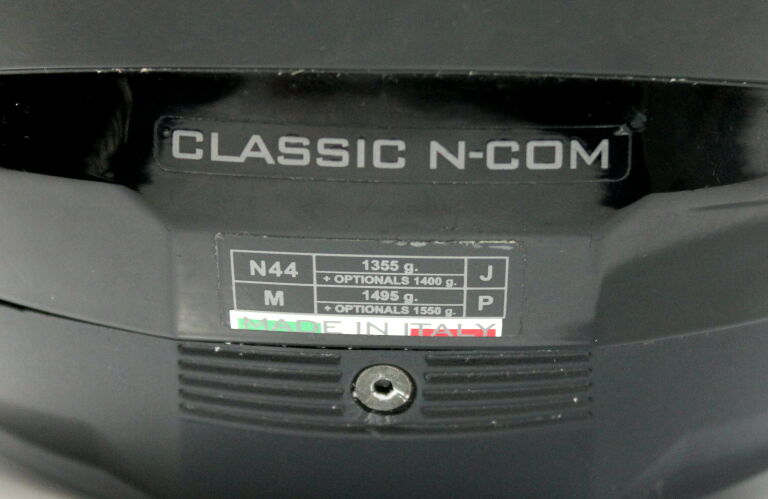 CLASSIC N-COM
N44 1355 g. J
+ OPTIONALS 1400 g.
M 1495 g. P
+ OPTIONALS 1550 g.
MADE IN ITALY